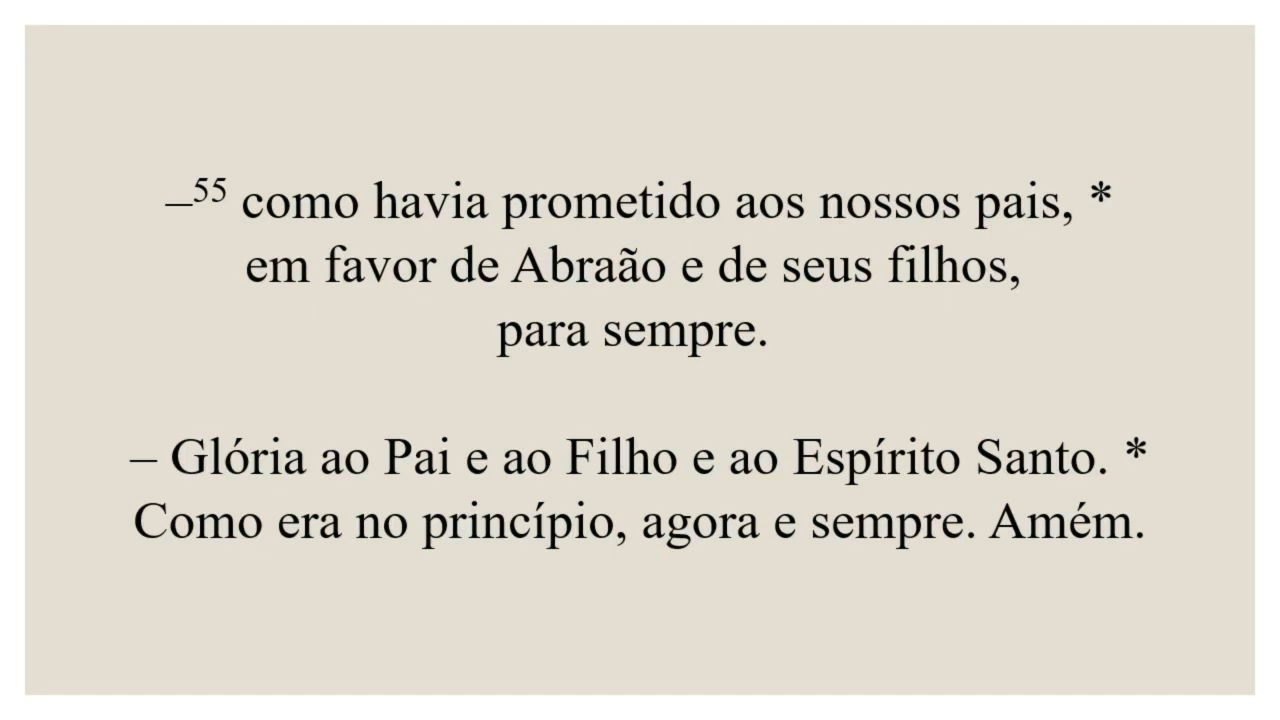 –⁵⁵ como havia prometido aos nossos pais, *
em favor de Abraão e de seus filhos,
para sempre.
– Glória ao Pai e ao Filho e ao Espírito Santo. *
Como era no princípio, agora e sempre. Amém.